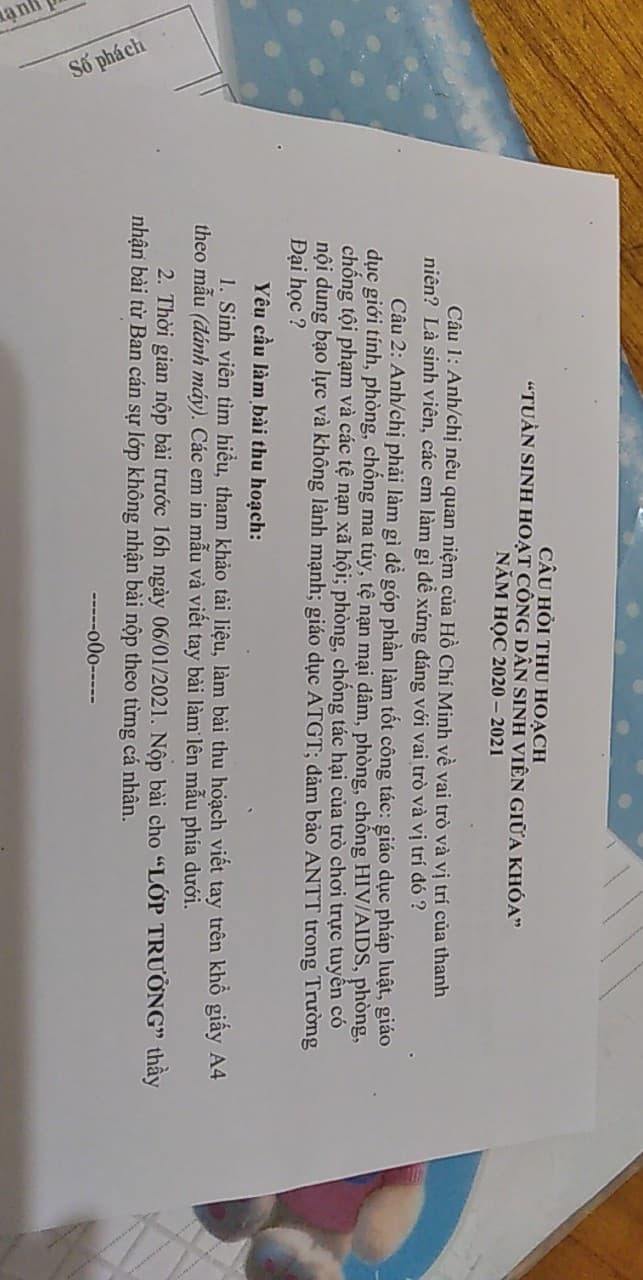 CÂU HỎI THU HOẠCH
“TUẦN SINH HOẠT CÔNG DÂN SINH VIÊN GIỮA KHÓA”
NĂM HỌC 2020 – 2021
Câu 1: Anh/chị nêu quan niệm của Hồ Chí Minh về vai trò và vị trí của thanh
niên? Là sinh viên, các em làm gì để xứng đáng với vai trò và vị trí đó ?
Câu 2: Anh/chị phải làm gì để góp phần làm tốt công tác: giáo dục pháp luật, giáo
dục giới tính, phòng, chống ma túy, tệ nạn mại dâm, phòng, chống HIV/AIDS, phòng,
chống tội phạm và các tệ nạn xã hội; phòng, chống tác hại của trò chơi trực tuyến có
nội dung bạo lực và không lành mạnh; giáo dục ATGT; đảm bảo ANTT trong Trường
Đại học ?
Yêu cầu làm bài thu hoạch:
1. Sinh viên tìm hiểu, tham khảo tài liệu, làm bài thu hoạch viết tay trên khổ giấy A4
theo mẫu (đánh máy). Các em in mẫu và viết tay bài làm lên mẫu phía dưới.
2. Thời gian nộp bài trước 16h ngày 06/01/2021. Nộp bài cho “LỚP TRƯỞNG” thầy
nhận bài từ Ban cán sự lớp không nhận bài nộp theo từng cá nhân.
-----o0o-----
Số phách